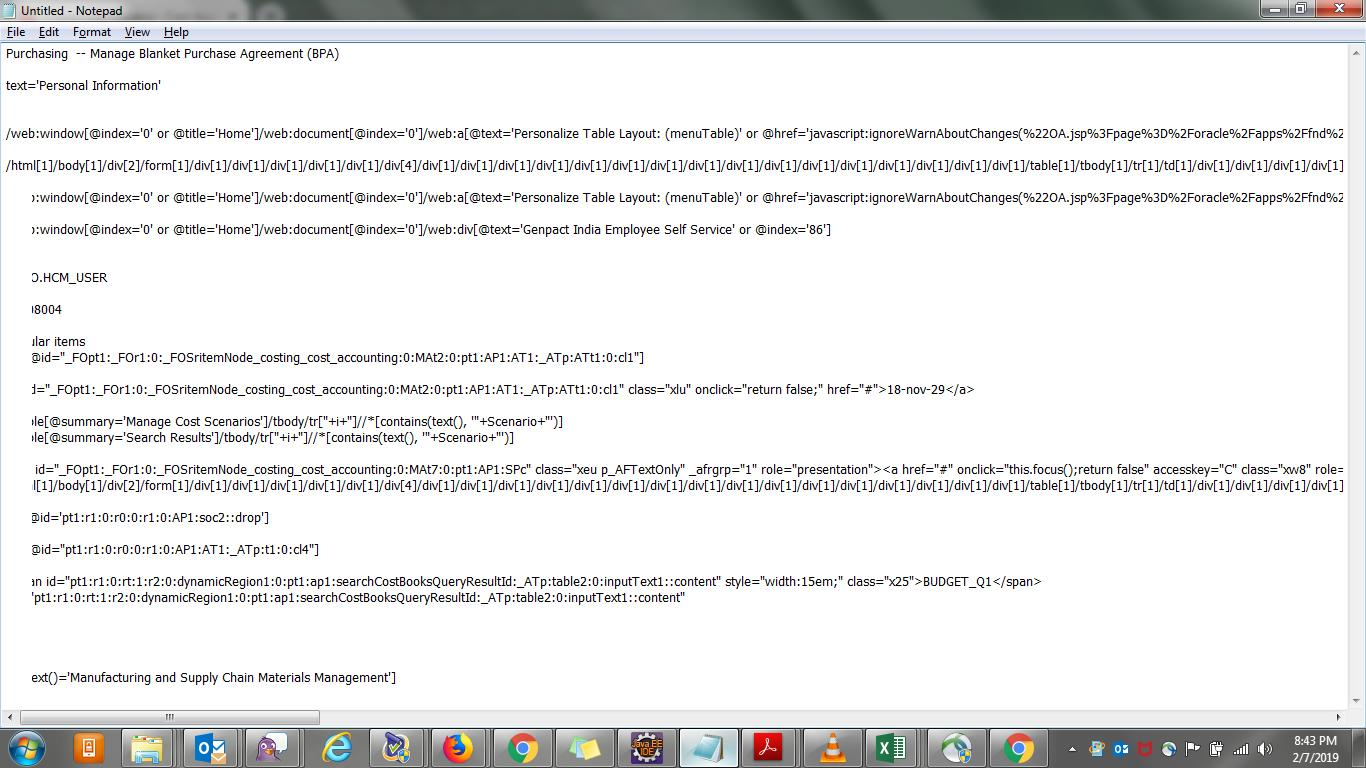 Untitled - Notepad
File Edit Format View Help
Purchasing  -- Manage Blanket Purchase Agreement (BPA)
text='Personal Information'
/web:window[@index='0' or @title='Home']/web:document[@index='0']/web:a[@text='Personalize Table Layout: (menuTable)' or @href='javascript:ignoreWarnAboutChanges(%22OA.jsp%3Fpage%3D%2Foracle%2Fapps%2Ffnd%2
/html[1]/body[1]/div[2]/form[1]/div[1]/div[1]/div[1]/div[1]/div[1]/div[4]/div[1]/div[1]/div[1]/div[1]/div[1]/div[1]/div[1]/div[1]/div[1]/div[1]/div[1]/div[1]/div[1]/div[1]/div[1]/div[1]/table[1]/tbody[1]/tr[1]/td[1]/div[1]/div[1]/div[1]/div[1]
:window[@index='0' or @title='Home']/web:document[@index='0']/web:a[@text='Personalize Table Layout: (menuTable)' or @href='javascript:ignoreWarnAboutChanges(%22OA.jsp%3Fpage%3D%2Foracle%2Fapps%2Ffnd%2
:window[@index='0' or @title='Home']/web:document[@index='0']/web:div[@text='Genpact India Employee Self Service' or @index='86']
O.HCM_USER
8004
ular items
@id="_FOpt1:_FOr1:0:_FOSritemNode_costing_cost_accounting:0:MAt2:0:pt1:AP1:AT1:_ATp:ATt1:0:cl1"]
d="_FOpt1:_FOr1:0:_FOSritemNode_costing_cost_accounting:0:MAt2:0:pt1:AP1:AT1:_ATp:ATt1:0:cl1" class="xlu" onclick="return false;" href="#">18-nov-29</a>
le[@summary='Manage Cost Scenarios']/tbody/tr["+i+"]//*[contains(text(), '"+Scenario+"')]
le[@summary='Search Results']/tbody/tr["+i+"]//*[contains(text(), '"+Scenario+"')]
id="_FOpt1:_FOr1:0:_FOSritemNode_costing_cost_accounting:0:MAt7:0:pt1:AP1:SPc" class="xeu p_AFTextOnly" _afrgrp="1" role="presentation"><a href="#" onclick="this.focus();return false" accesskey="C" class="xw8" role=
l[1]/body[1]/div[2]/form[1]/div[1]/div[1]/div[1]/div[1]/div[1]/div[4]/div[1]/div[1]/div[1]/div[1]/div[1]/div[1]/div[1]/div[1]/div[1]/div[1]/div[1]/div[1]/div[1]/div[1]/div[1]/div[1]/table[1]/tbody[1]/tr[1]/td[1]/div[1]/div[1]/div[1]/div[1]
@id='pt1:r1:0:r0:0:r1:0:AP1:soc2::drop']
@id="pt1:r1:0:r0:0:r1:0:AP1:AT1:_ATp:t1:0:cl4"]
n id="pt1:r1:0:rt:1:r2:0:dynamicRegion1:0:pt1:ap1:searchCostBooksQueryResultId:_ATp:table2:0:inputText1::content" style="width:15em;" class="x25">BUDGET_Q1</span>
"pt1:r1:0:rt:1:r2:0:dynamicRegion1:0:pt1:ap1:searchCostBooksQueryResultId:_ATp:table2:0:inputText1::content"
ext()='Manufacturing and Supply Chain Materials Management']
Java EE
IDE
8:43 PM
2/7/2019